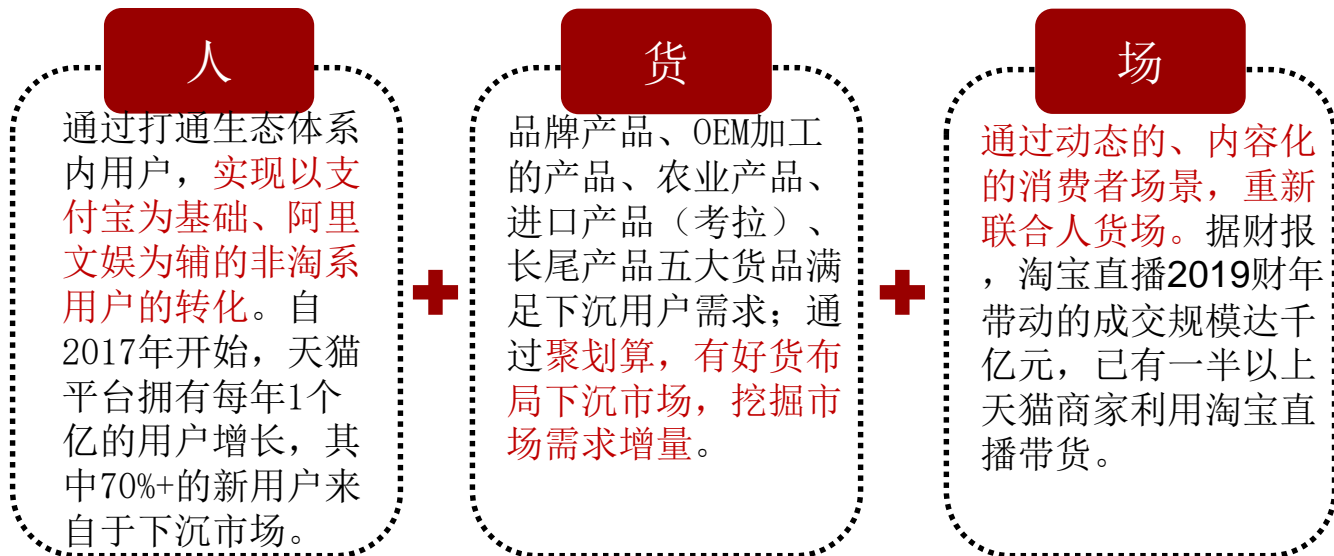 人
通过打通生态体系
内用户，实现以支
付宝为基础、阿里
文娱为辅的非淘系
用户的转化。自
2017年开始，天猫
平台拥有每年1个
亿的用户增长，其
中70%+的新用户来
自于下沉市场。
货
品牌产品、OEM加工
的产品、农业产品、
进口产品（考拉）、
长尾产品五大货品满
足下沉用户需求；通
过聚划算，有好货布
局下沉市场，挖掘市
场需求增量。
场
通过动态的、内容化
的消费者场景，重新
联合人货场。据财报
，淘宝直播2019财年
带动的成交规模达千
亿元，已有一半以上
天猫商家利用淘宝直
播带货。